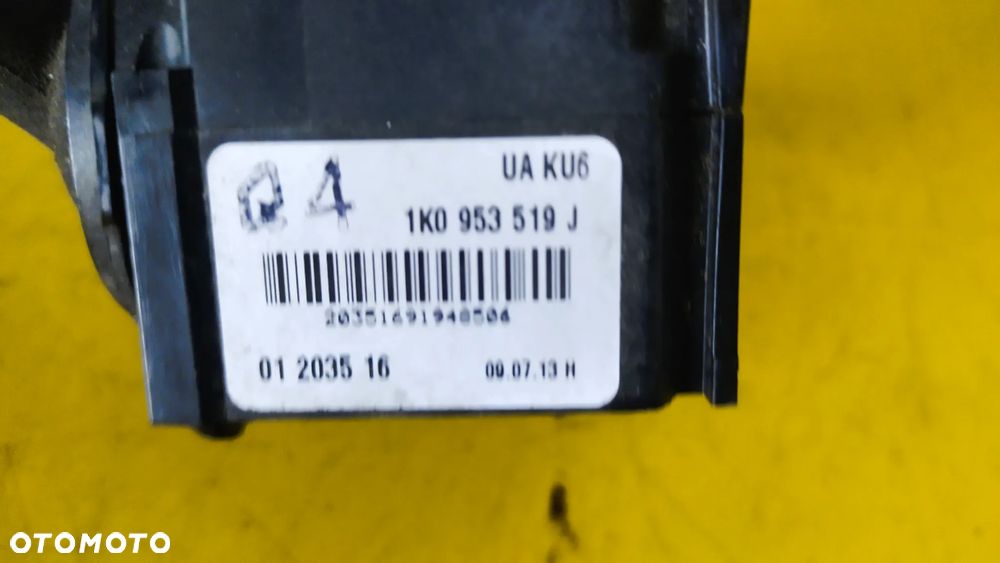 Q 4
UA KU6
1K0 953 519 J
20351691948506
01 2035 16
09.07.13 H
OTOMOTO